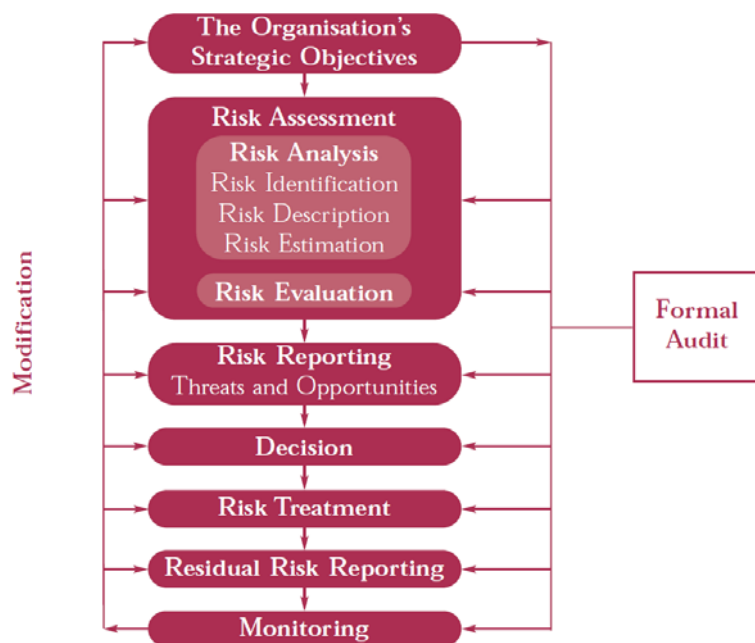 The Organisation's
Strategic Objectives
Risk Assessment
Risk Analysis
Risk Identification
Risk Description
Risk Estimation
Risk Evaluation
Modification
Formal
Audit
Risk Reporting
Threats and Opportunities
Decision
Risk Treatment
Residual Risk Reporting
Monitoring